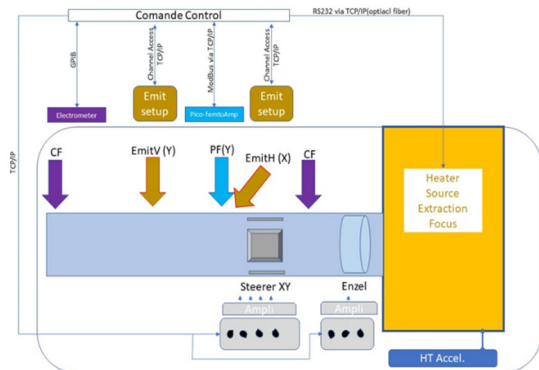 Comande Control
RS232 via TCP/IP(optiacl fiber)
TCP/IP
GPIB
Channel Access
TCP/IP
ModBus via TCP/IP
Channel Access
TCP/IP
Electrometer
Emit
setup
Pico-femtoAmp
Emit
setup
CF
EmitV (Y)
PF(Y)
EmitH (X)
CF
Heater
Source
Extraction
Focus
Steerer XY
Enzel
Ampli
Ampli
HT Accel.